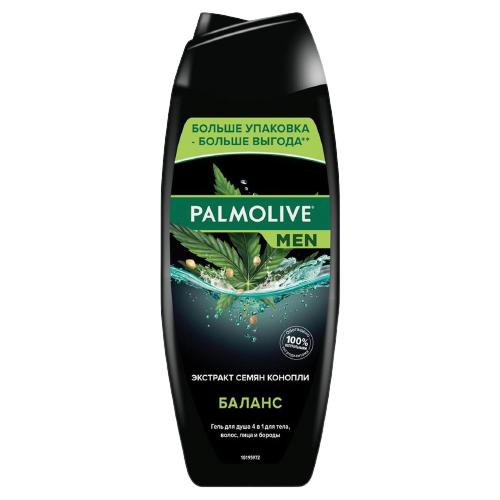 БОЛЬШЕ УПАКОВКА
- БОЛЬШЕ ВЫГОДА**
PALMOLIVE®
MEN
100%
ЭКСТРАКТ СЕМЯН КОНОПЛИ
БАЛАНС
Гель для душа 4 в 1 для тела,
волос, лица и бороды